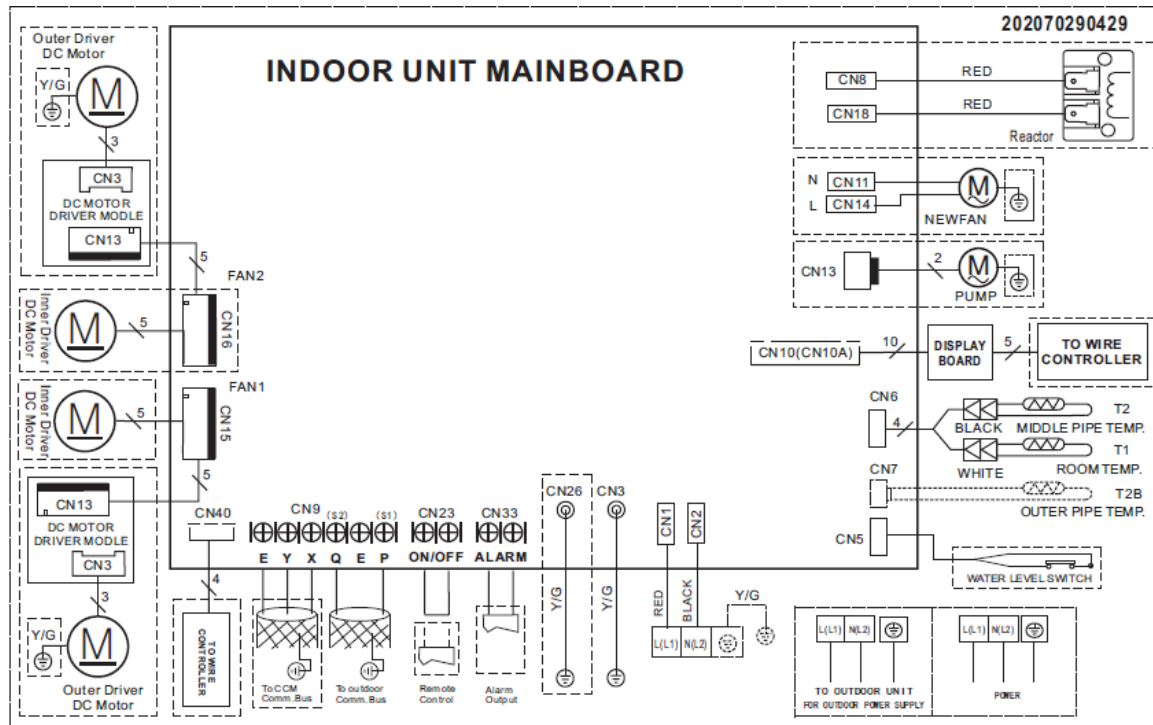 202070290429
INDOOR UNIT MAINBOARD
Outer Driver
DC Motor
Y/G
M
3
CN3
DC MOTOR
DRIVER MODLE
CN13
5
FAN2
Inner Driver
DC Motor
M
5
CN16
FAN1
Inner Driver
DC Motor
M
5
CN15
5
CN13
DC MOTOR
DRIVER MODLE
CN3
3
Y/G
M
Outer Driver
DC Motor
CN40
4
TO WIRE
CONTROLLER
CN9 (S2) (S1)
E Y X Q E P
To CCM
Comm.Bus
To outdoor
Comm.Bus
CN23
ON/OFF
Remote
Control
CN33
ALARM
Alarm
Output
CN26
Y/G
CN3
Y/G
CN1
CN2
RED
BLACK
Y/G
L(L1) N(L2)
CN8
RED
CN18
RED
Reactor
N CN11
L CN14
M
NEWFAN
CN13
2
M
PUMP
CN10(CN10A)
10
DISPLAY
BOARD
5
TO WIRE
CONTROLLER
CN6
4
BLACK
T2
MIDDLE PIPE TEMP.
WHITE
T1
ROOM TEMP.
CN7
T2B
OUTER PIPE TEMP.
CN5
WATER LEVEL SWITCH
L(L1) N(L2)
TO OUTDOOR UNIT
FOR OUTDOOR POWER SUPPLY
L(L1) N(L2)
POWER